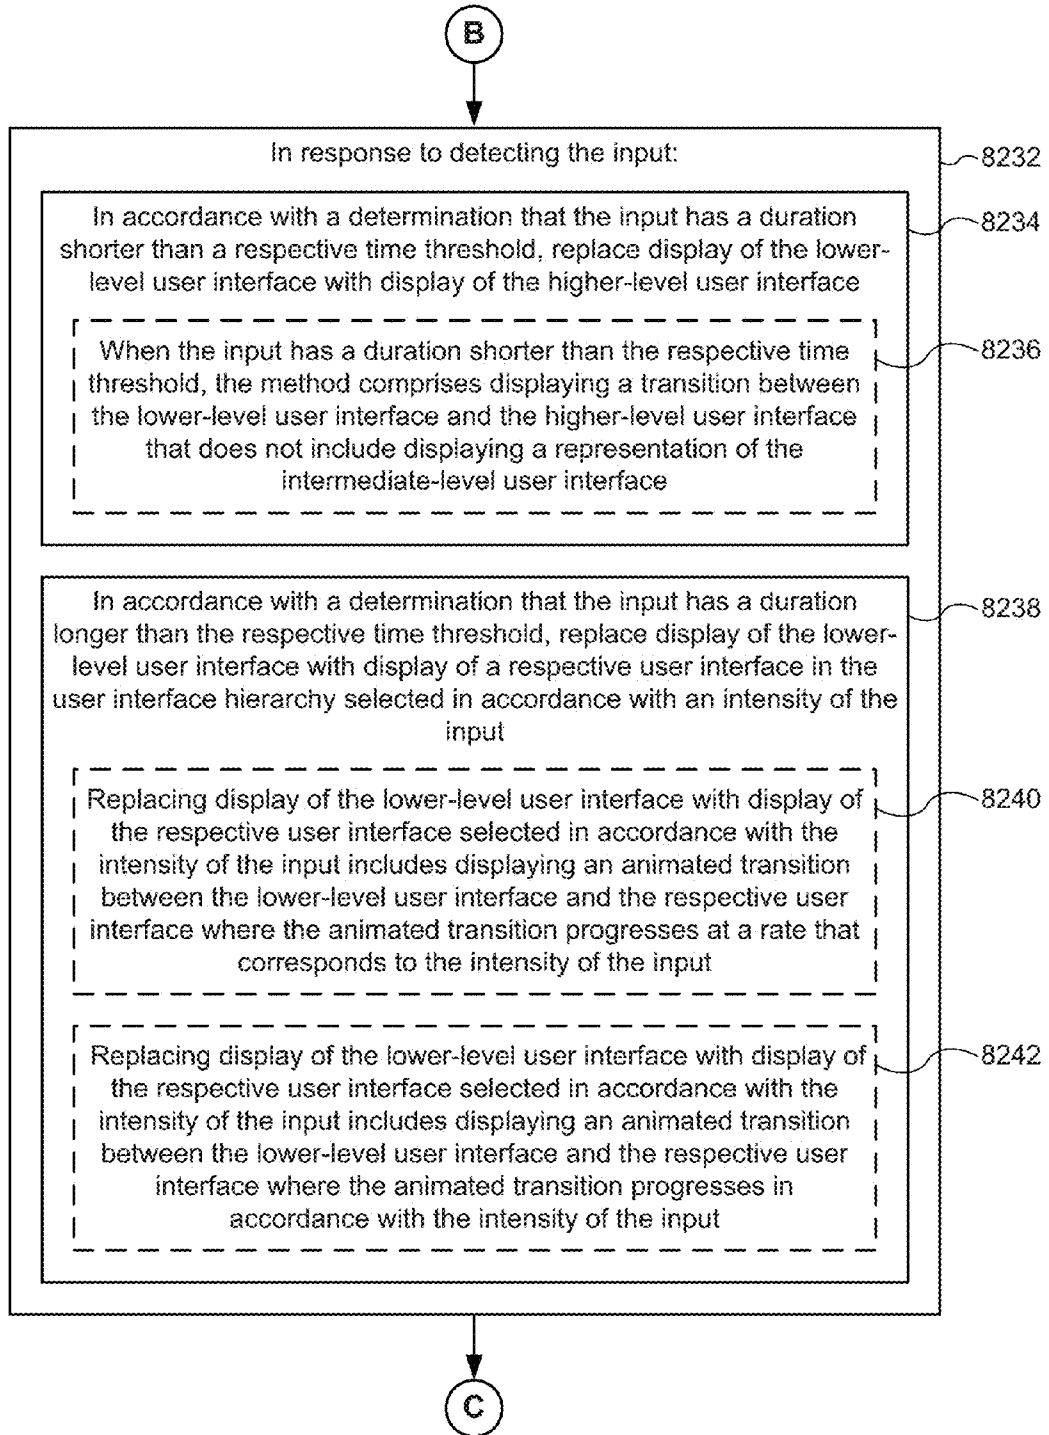 B
In response to detecting the input:
8232
In accordance with a determination that the input has a duration
shorter than a respective time threshold, replace display of the lower-
level user interface with display of the higher-level user interface
8234
When the input has a duration shorter than the respective time
threshold, the method comprises displaying a transition between
the lower-level user interface and the higher-level user interface
that does not include displaying a representation of the
intermediate-level user interface
8236
In accordance with a determination that the input has a duration
longer than the respective time threshold, replace display of the lower-
level user interface with display of a respective user interface in the
user interface hierarchy selected in accordance with an intensity of the
input
8238
Replacing display of the lower-level user interface with display of
the respective user interface selected in accordance with the
intensity of the input includes displaying an animated transition
between the lower-level user interface and the respective user
interface where the animated transition progresses at a rate that
corresponds to the intensity of the input
8240
Replacing display of the lower-level user interface with display of
the respective user interface selected in accordance with the
intensity of the input includes displaying an animated transition
between the lower-level user interface and the respective user
interface where the animated transition progresses in
accordance with the intensity of the input
8242
C